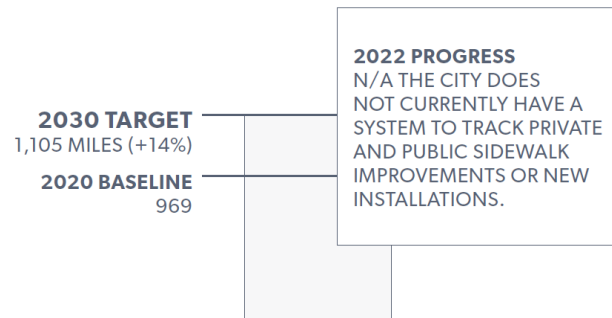 2030 TARGET
1,105 MILES (+14%)
2020 BASELINE
969
2022 PROGRESS
N/A THE CITY DOES
NOT CURRENTLY HAVE A
SYSTEM TO TRACK PRIVATE
AND PUBLIC SIDEWALK
IMPROVEMENTS OR NEW
INSTALLATIONS.